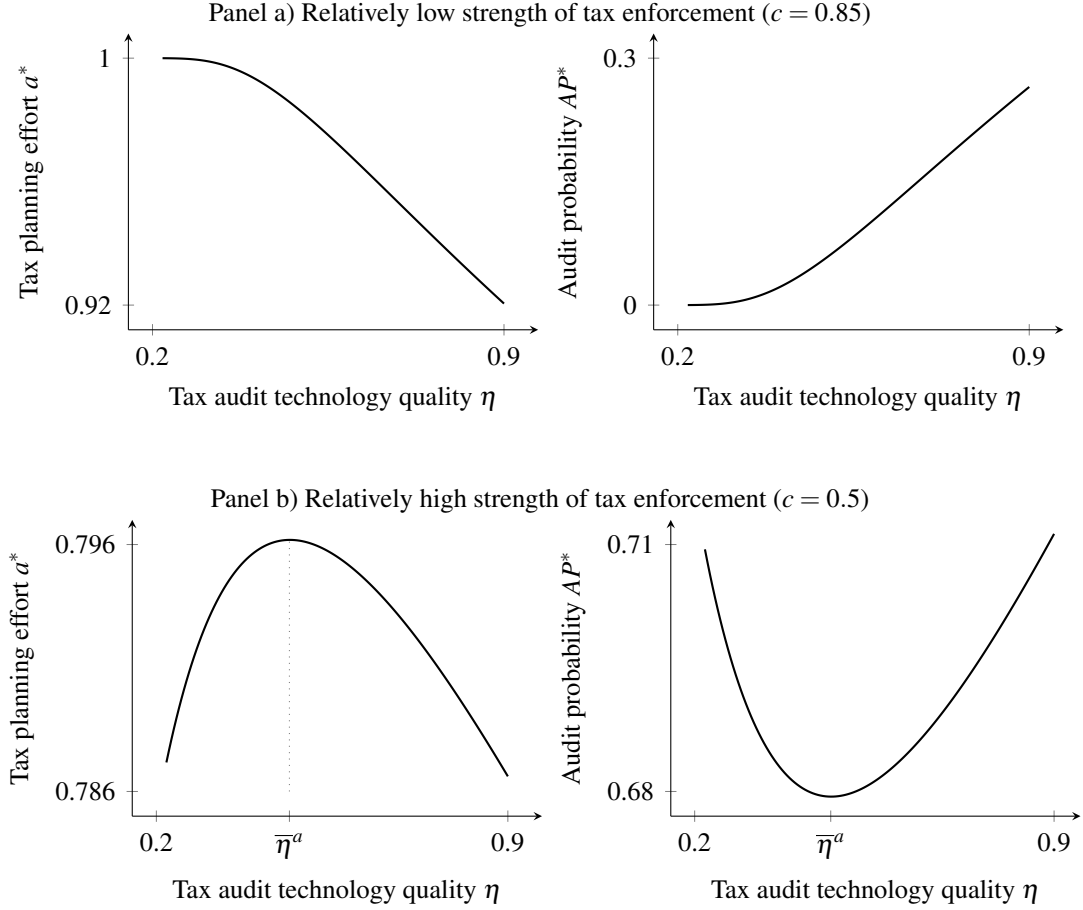 Panel a) Relatively low strength of tax enforcement (c = 0.85)
Tax planning effort a*
1
0.92
0.2
0.9
Tax audit technology quality η
Audit probability AP*
0.3
0
0.2
0.9
Tax audit technology quality η
Panel b) Relatively high strength of tax enforcement (c = 0.5)
Tax planning effort a*
0.796
0.786
0.2
η̅ᵃ
0.9
Tax audit technology quality η
Audit probability AP*
0.71
0.68
0.2
η̅ᵃ
0.9
Tax audit technology quality η